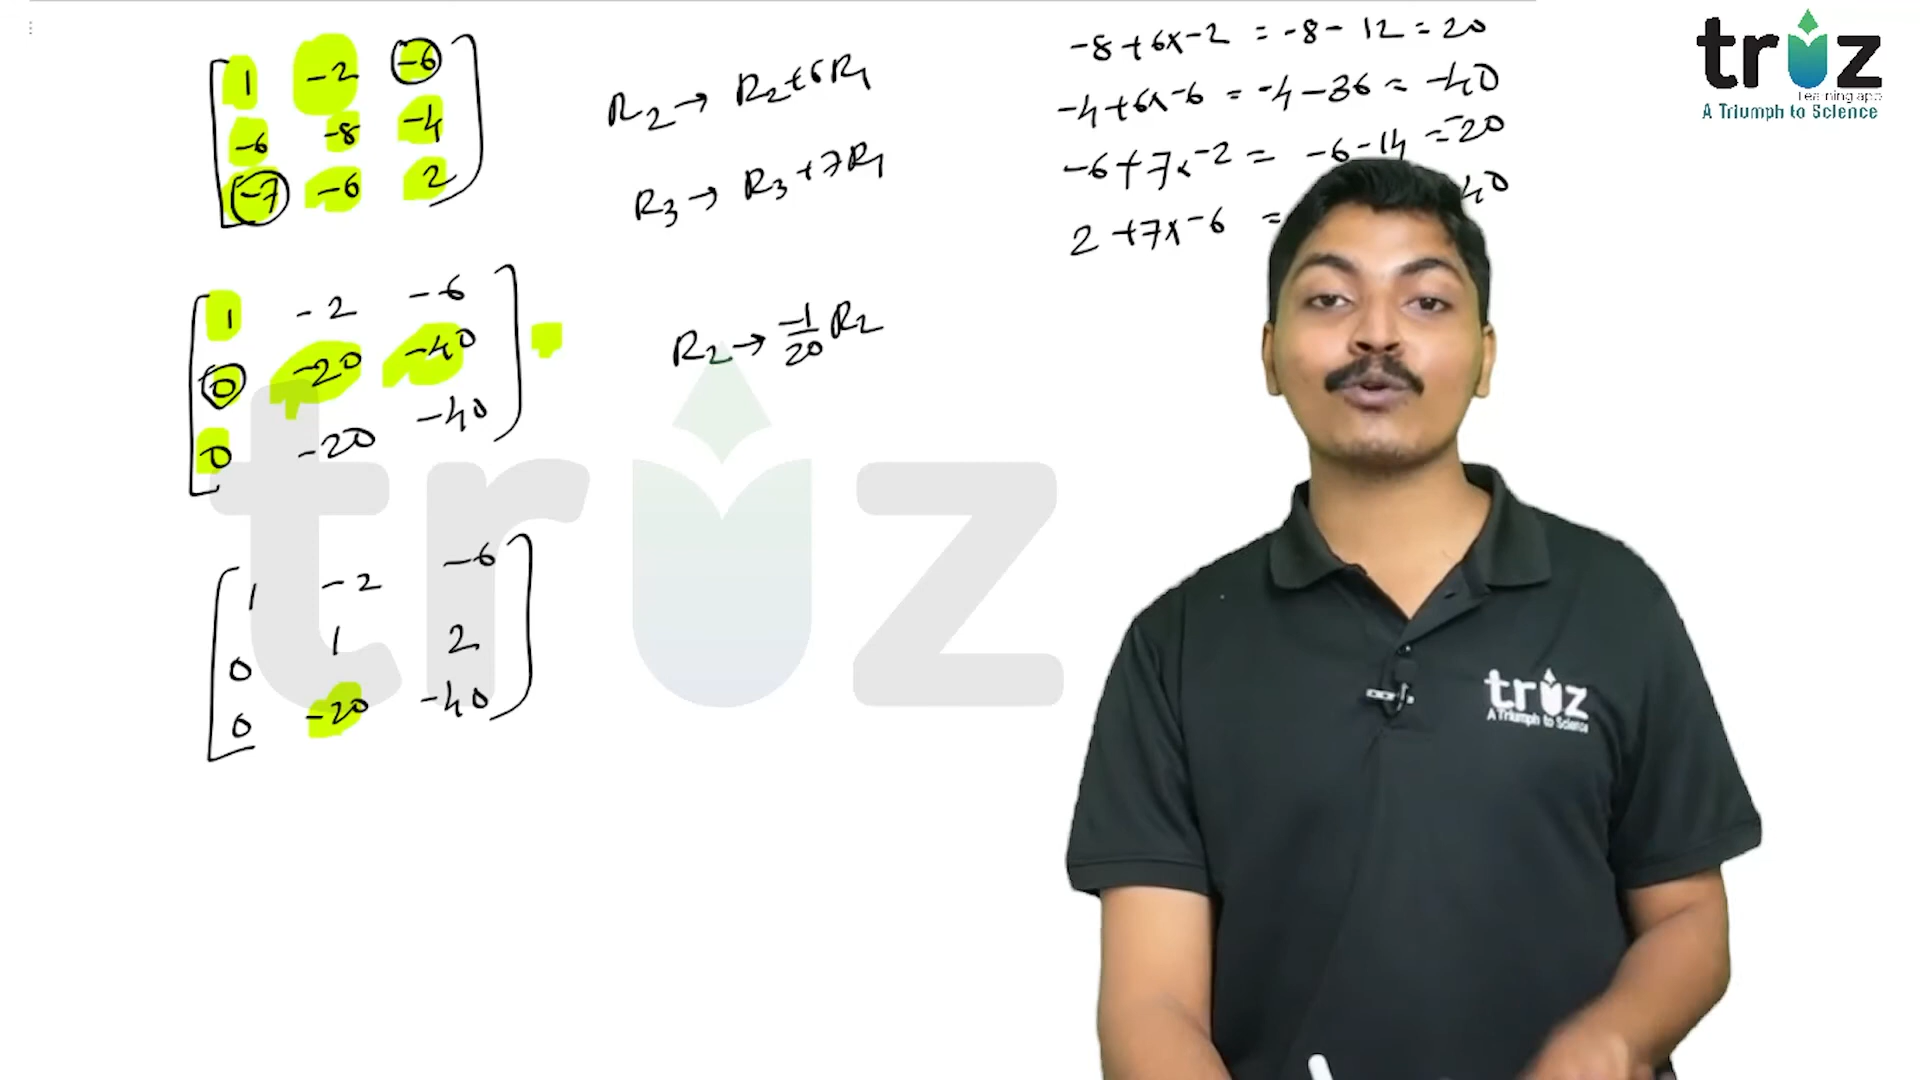 1 -2 -6
-6 -8 -4
-7 -6 2
R2 → R2+6R1
R3 → R3+7R1
-8+6x-2 = -8-12 = 20
-4+6x-6 = -4-36 = -40
-6+7x-2 = -6-14 = -20
2+7x-6 = 40
1 -2 -6
0 -20 -40
0 -20 -40
R2 → -1/20 R2
1 -2 -6
0 1 2
0 -20 -40
truz
Learning app
A Triumph to Science
truz
truz
A Triumph to Science